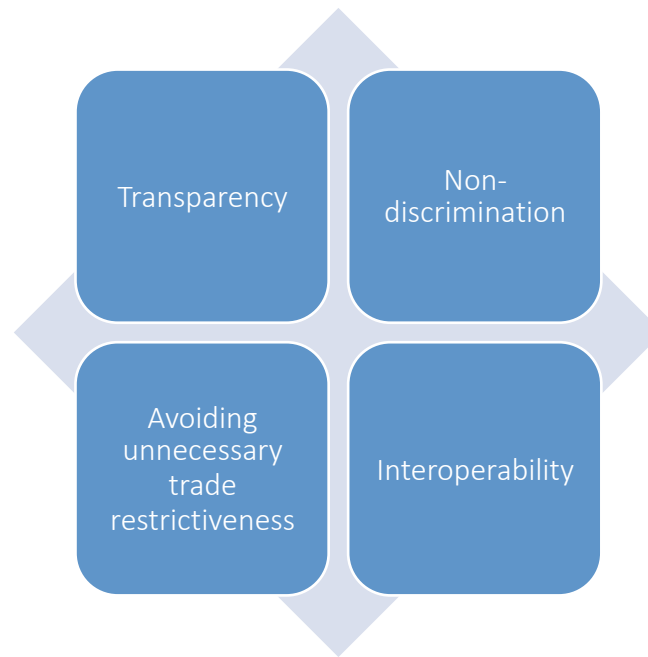 Transparency
Non-
discrimination
Avoiding
unnecessary
trade
restrictiveness
Interoperability